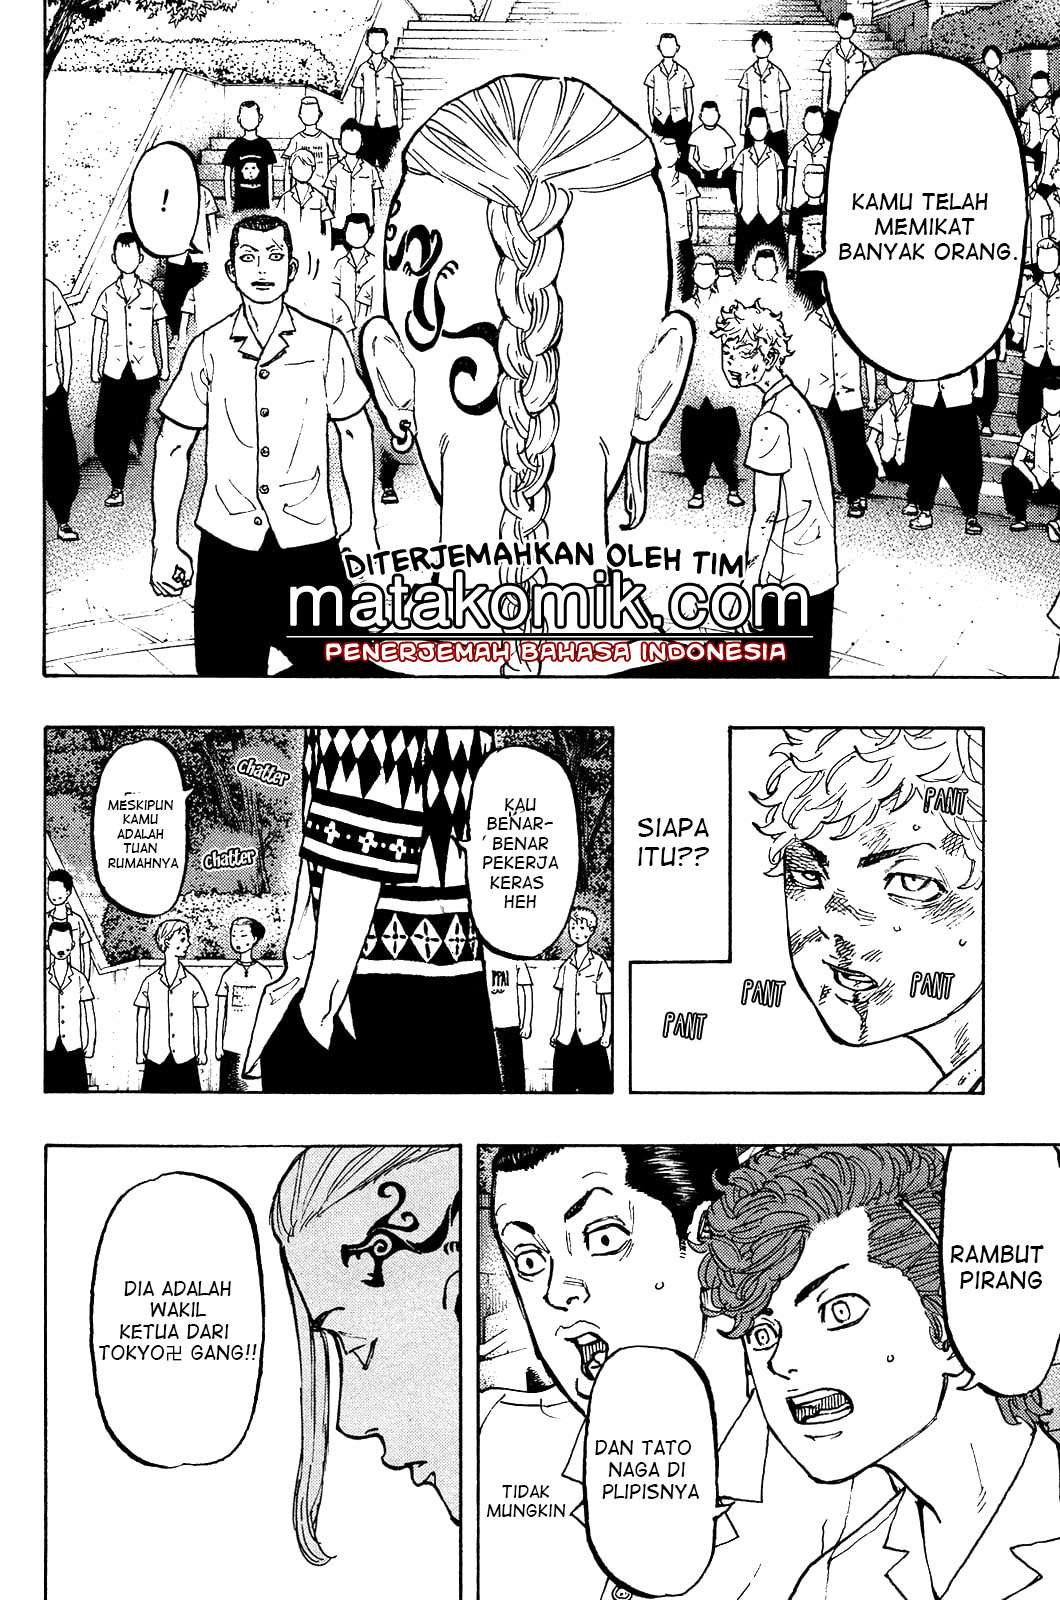 KAMU TELAH
MEMIKAT
BANYAK ORANG.
!
DITERJEMAHKAN OLEH TIM
matakomik.com
PENERJEMAH BAHASA INDONESIA
SIAPA
ITU??
PANT
PANT
PANT
PANT
KAU
BENAR-
BENAR
PEKERJA
KERAS
HEH
chatter
chatter
MESKIPUN
KAMU
ADALAH
TUAN
RUMAHNYA
RAMBUT
PIRANG
DAN TATO
NAGA DI
PLIPISNYA
TIDAK
MUNGKIN
DIA ADALAH
WAKIL
KETUA DARI
TOKYO卍 GANG!!